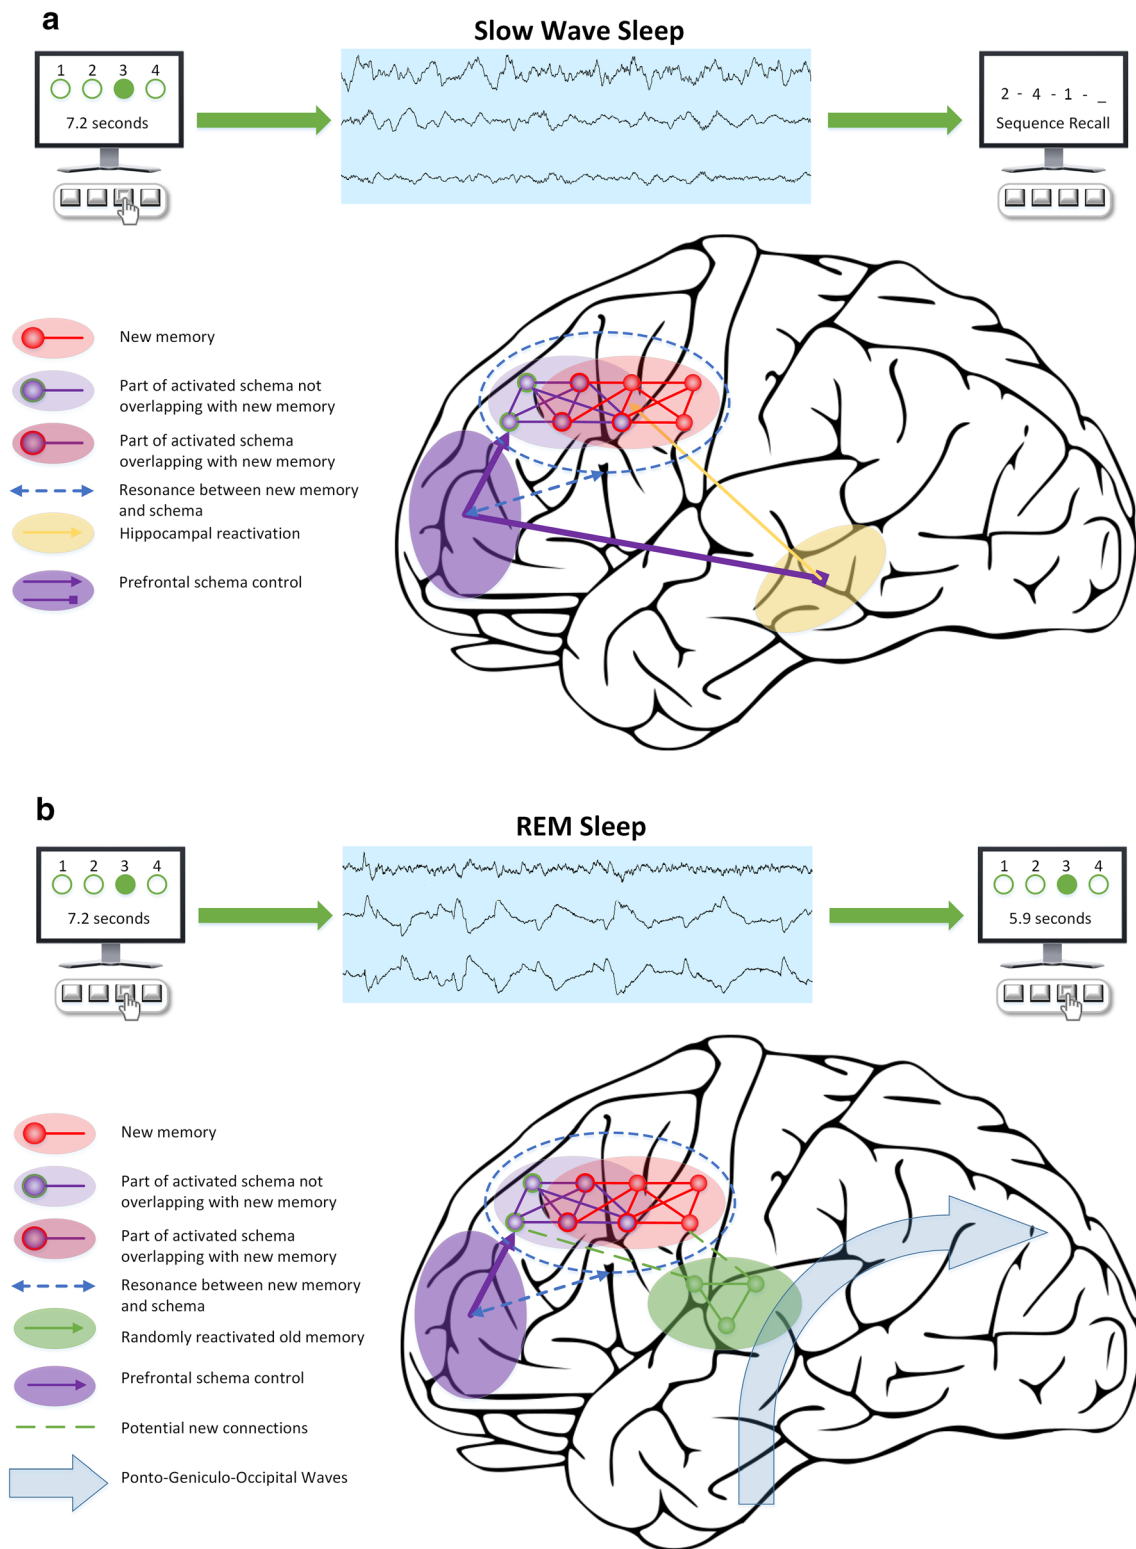 a
Slow Wave Sleep
1 2 3 4
7.2 seconds
2 - 4 - 1 - _
Sequence Recall
New memory
Part of activated schema not
overlapping with new memory
Part of activated schema
overlapping with new memory
Resonance between new memory
and schema
Hippocampal reactivation
Prefrontal schema control
b
REM Sleep
1 2 3 4
7.2 seconds
1 2 3 4
5.9 seconds
New memory
Part of activated schema not
overlapping with new memory
Part of activated schema
overlapping with new memory
Resonance between new memory
and schema
Randomly reactivated old memory
Prefrontal schema control
Potential new connections
Ponto-Geniculo-Occipital Waves